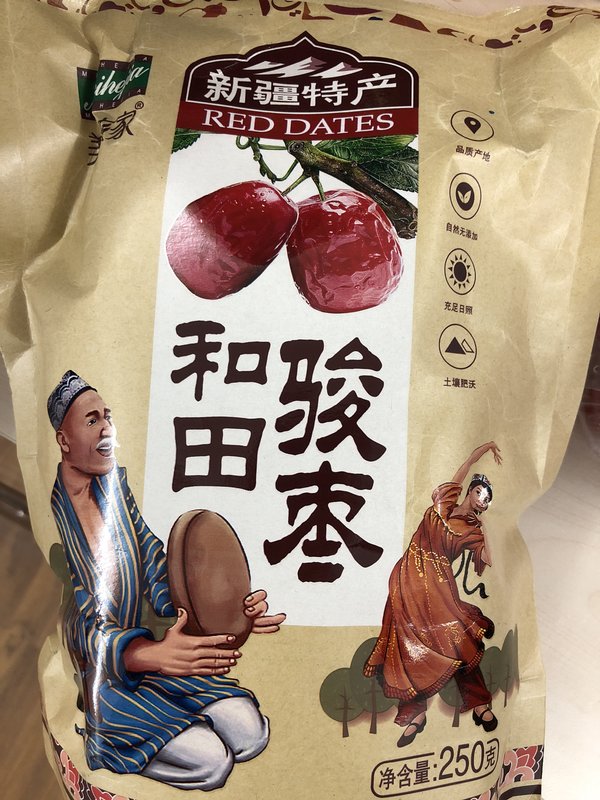 新疆特产
RED DATES
家®
品质产地
自然无添加
充足日照
土壤肥沃
和田
骏枣
净含量:250克